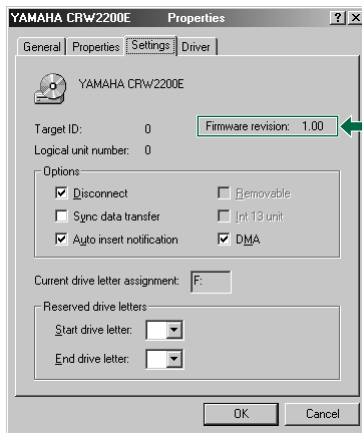 YAMAHA CRW2200E Properties
General Properties Settings Driver
YAMAHA CRW2200E
Target ID: 0 Firmware revision: 1.00
Logical unit number: 0
Options
Disconnect Removable
Sync data transfer Int 13 unit
Auto insert notification DMA
Current drive letter assignment: F:
Reserved drive letters
Start drive letter:
End drive letter:
OK Cancel